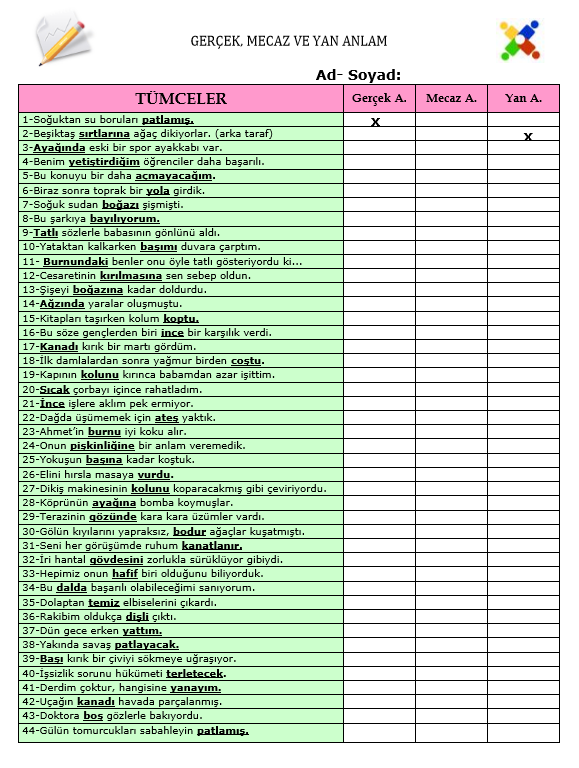 GERÇEK, MECAZ VE YAN ANLAM
Ad- Soyad:
TÜMCELER Gerçek A. Mecaz A. Yan A.
1-Soğuktan su boruları patlamış. x
2-Beşiktaş sırtlarına ağaç dikiyorlar. (arka taraf) x
3-Ayağında eski bir spor ayakkabı var.
4-Benim yetiştirdiğim öğrenciler daha başarılı.
5-Bu konuyu bir daha açmayacağım.
6-Biraz sonra toprak bir yola girdik.
7-Soğuk sudan boğazı şişmişti.
8-Bu şarkıya bayılıyorum.
9-Tatlı sözlerle babasının gönlünü aldı.
10-Yataktan kalkarken başımı duvara çarptım.
11- Burnundaki benler onu öyle tatlı gösteriyordu ki...
12-Cesaretinin kırılmasına sen sebep oldun.
13-Şişeyi boğazına kadar doldurdu.
14-Ağzında yaralar oluşmuştu.
15-Kitapları taşırken kolum koptu.
16-Bu söze gençlerden biri ince bir karşılık verdi.
17-Kanadı kırık bir martı gördüm.
18-İlk damlalardan sonra yağmur birden coştu.
19-Kapının kolunu kırınca babamdan azar işittim.
20-Sıcak çorbayı içince rahatladım.
21-İnce işlere aklım pek ermiyor.
22-Dağda üşümemek için ateş yaktık.
23-Ahmet'in burnu iyi koku alır.
24-Onun pişkinliğine bir anlam veremedik.
25-Yokuşun başına kadar koştuk.
26-Elini hırsla masaya vurdu.
27-Dikiş makinesinin kolunu koparacakmış gibi çeviriyordu.
28-Köprünün ayağına bomba koymuşlar.
29-Terazinin gözünde kara kara üzümler vardı.
30-Gölün kıyılarını yapraksız, bodur ağaçlar kuşatmıştı.
31-Seni her görüşümde ruhum kanatlanır.
32-İri hantal gövdesini zorlukla sürüklüyor gibiydi.
33-Hepimiz onun hafif biri olduğunu biliyorduk.
34-Bu dalda başarılı olabileceğimi sanıyorum.
35-Dolaptan temiz elbiselerini çıkardı.
36-Rakibim oldukça dişli çıktı.
37-Dün gece erken yattım.
38-Yakında savaş patlayacak.
39-Başı kırık bir çiviyi sökmeye uğraşıyor.
40-İşsizlik sorunu hükümeti terletecek.
41-Derdim çoktur, hangisine yanayım.
42-Uçağın kanadı havada parçalanmış.
43-Doktora boş gözlerle bakıyordu.
44-Gülün tomurcukları sabahleyin patlamış.